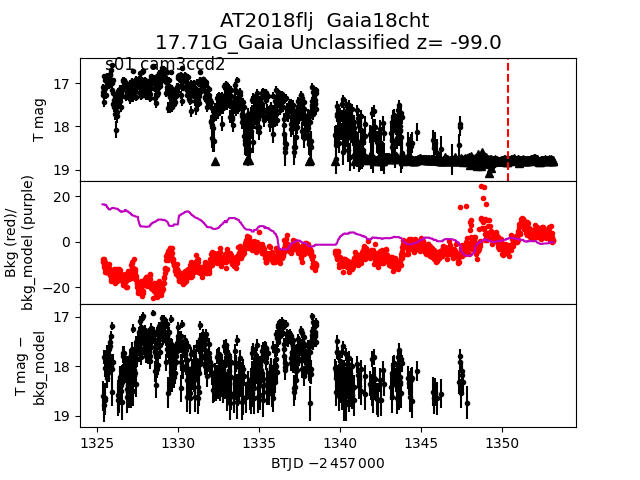 AT2018flj  Gaia18cht
17.71G_Gaia Unclassified z= -99.0
s01 cam3ccd2
17
18
19
T mag
20
0
−20
Bkg (red)/
bkg_model (purple)
17
18
19
T mag −
bkg_model
1325
1330
1335
1340
1345
1350
BTJD −2 457 000